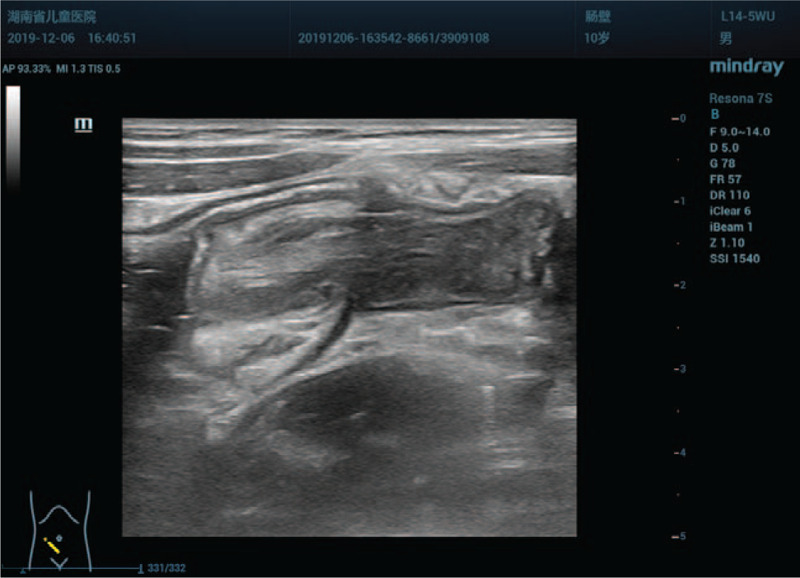 湖南省儿童医院 肠壁 L14-5WU
2019-12-06 16:40:51 20191206-163542-8661/3909108 10岁 男
AP 93.33% MI 1.3 TIS 0.5
mindray
Resona 7S
B
F 9.0~14.0
D 5.0
G 78
FR 57
DR 110
iClear 6
iBeam 1
Z 1.10
SSI 1540
m
0
1
2
3
4
5
331/332